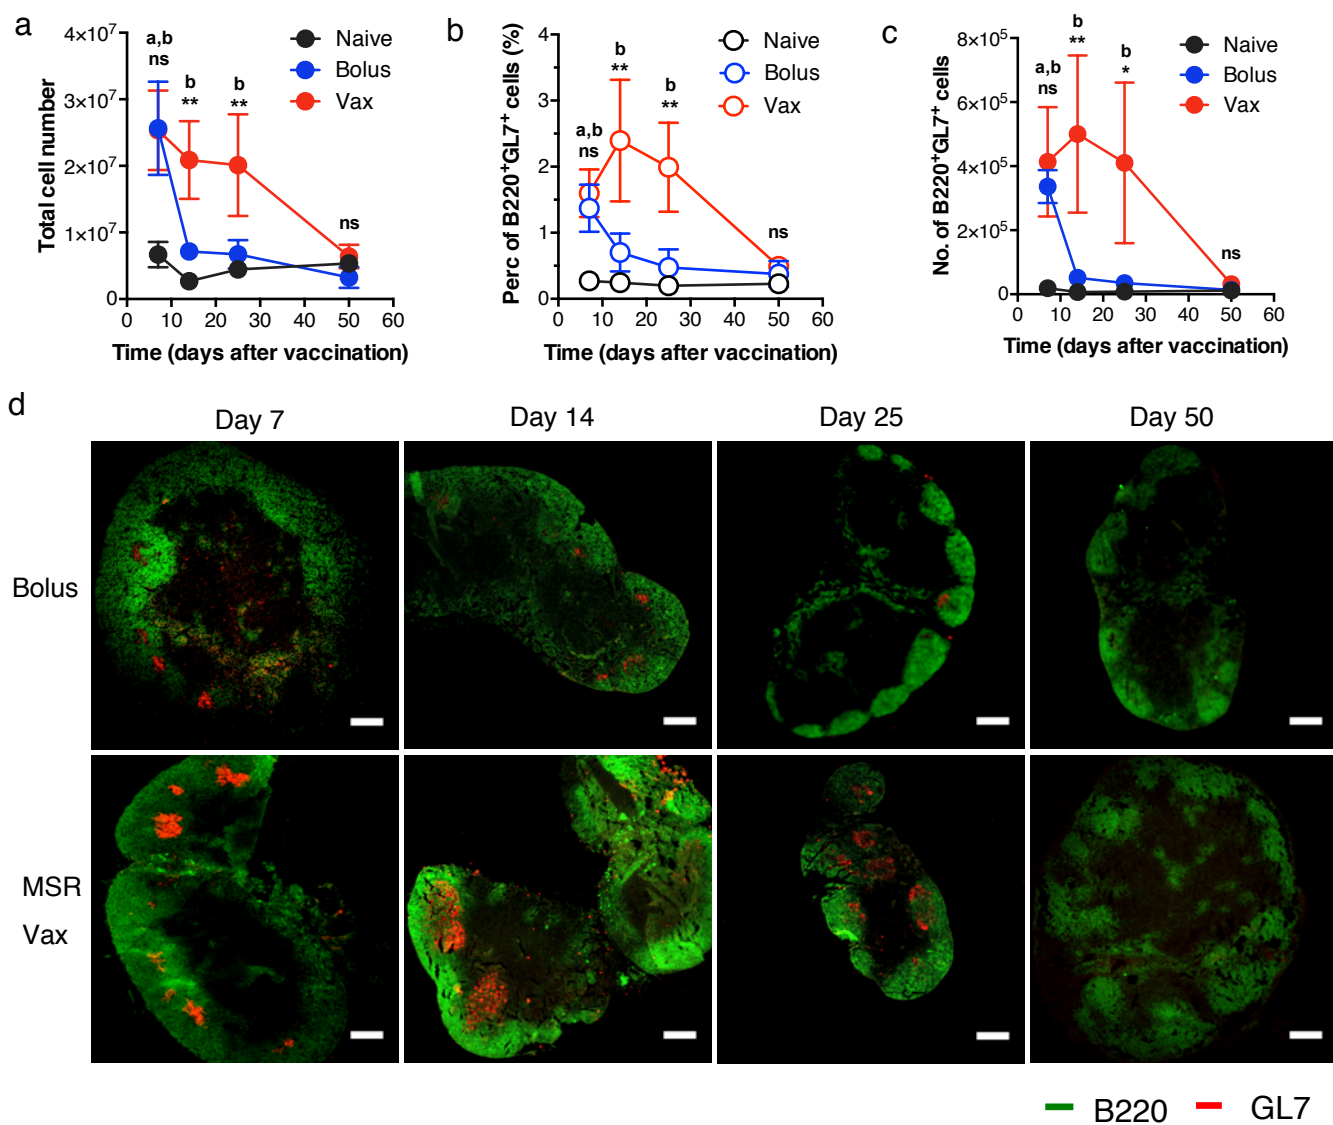 a
4×10⁷
3×10⁷
2×10⁷
1×10⁷
0
Total cell number
a,b
ns
b
**
b
**
ns
Naive
Bolus
Vax
0 10 20 30 40 50 60
Time (days after vaccination)
b
4
3
2
1
0
Perc of B220⁺GL7⁺ cells (%)
a,b
ns
b
**
b
**
ns
Naive
Bolus
Vax
0 10 20 30 40 50 60
Time (days after vaccination)
c
8×10⁵
6×10⁵
4×10⁵
2×10⁵
0
No. of B220⁺GL7⁺ cells
a,b
ns
b
**
b
*
ns
Naive
Bolus
Vax
0 10 20 30 40 50 60
Time (days after vaccination)
d
Day 7 Day 14 Day 25 Day 50
Bolus
MSR
Vax
B220 GL7